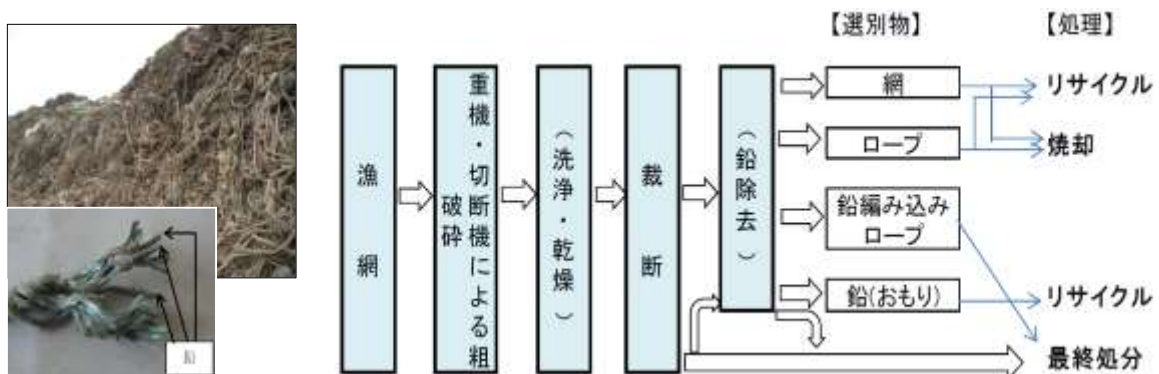 【選別物】
【処理】
漁網
重機・切断機による粗
破砕
（洗浄・乾燥）
裁断
（鉛除去）
網
ロープ
鉛編み込み
ロープ
鉛(おもり)
リサイクル
焼却
リサイクル
最終処分